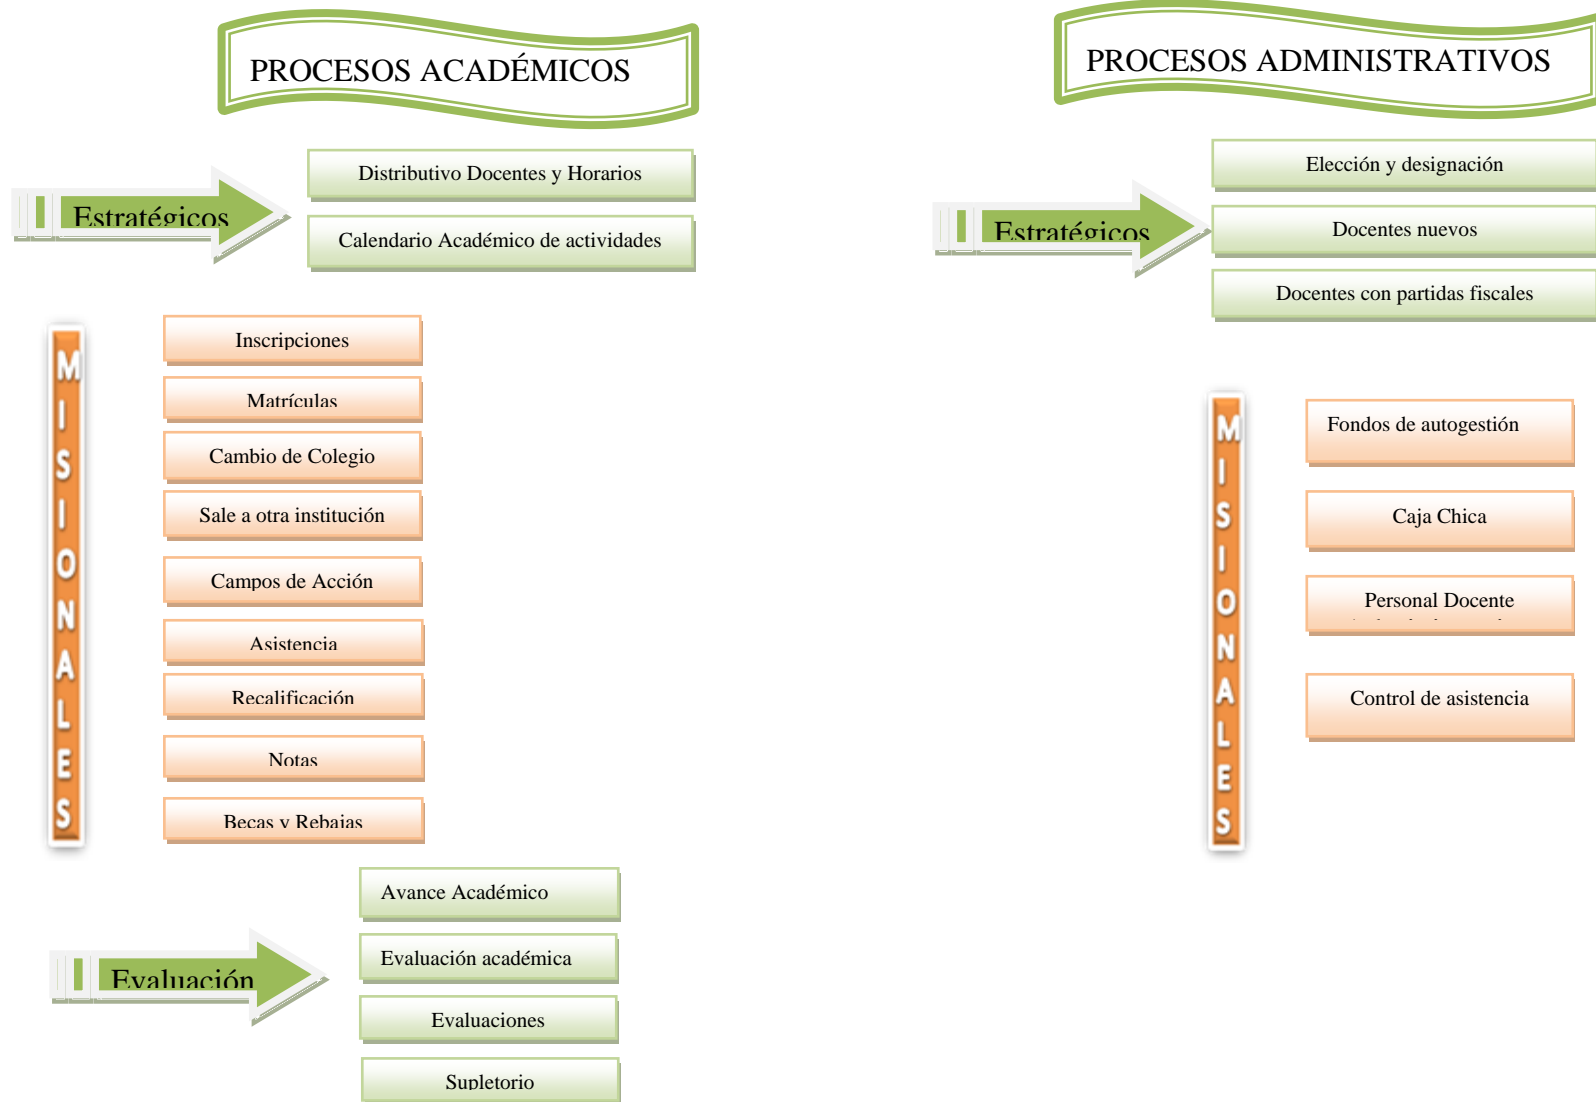 PROCESOS ACADÉMICOS
Estratégicos
Distributivo Docentes y Horarios
Calendario Académico de actividades
MISIONALES
Inscripciones
Matrículas
Cambio de Colegio
Sale a otra institución
Campos de Acción
Asistencia
Recalificación
Notas
Becas y Rebajas
Evaluación
Avance Académico
Evaluación académica
Evaluaciones
Supletorio
PROCESOS ADMINISTRATIVOS
Estratégicos
Elección y designación
Docentes nuevos
Docentes con partidas fiscales
MISIONALES
Fondos de autogestión
Caja Chica
Personal Docente
Control de asistencia